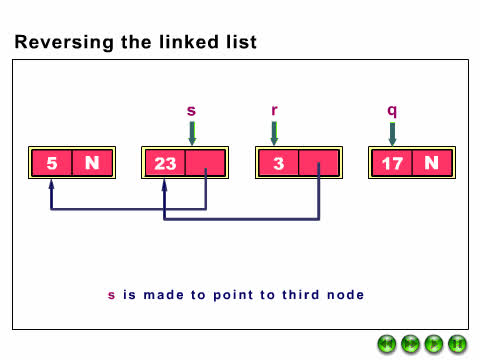 Reversing the linked list
s r q
5 N 23 3 17 N
s is made to point to third node